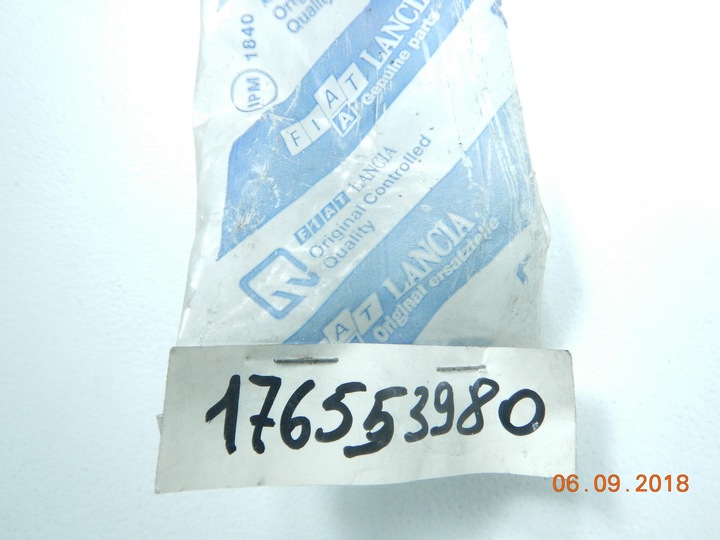 Quality
IPM 1840
FIAT LANCIA
Genuine parts
FIAT LANCIA
Original Controlled
Quality
LANCIA
Original ersatzteile
176553980
06.09.2018